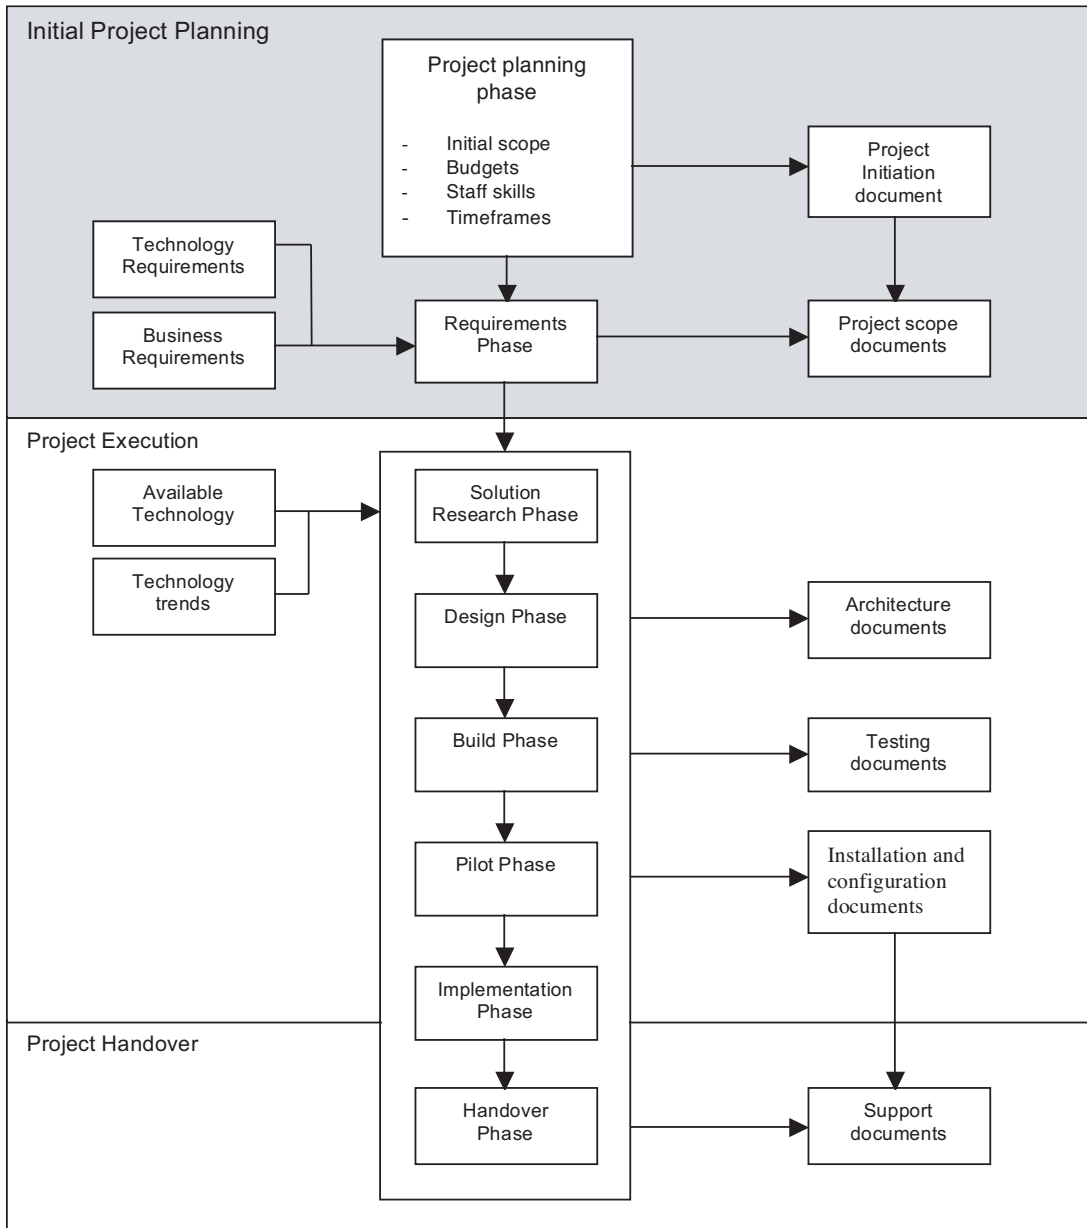 Initial Project Planning
Project planning
phase
- Initial scope
- Budgets
- Staff skills
- Timeframes
Project
Initiation
document
Technology
Requirements
Business
Requirements
Requirements
Phase
Project scope
documents
Project Execution
Available
Technology
Technology
trends
Solution
Research Phase
Design Phase
Architecture
documents
Build Phase
Testing
documents
Pilot Phase
Installation and
configuration
documents
Implementation
Phase
Project Handover
Handover
Phase
Support
documents